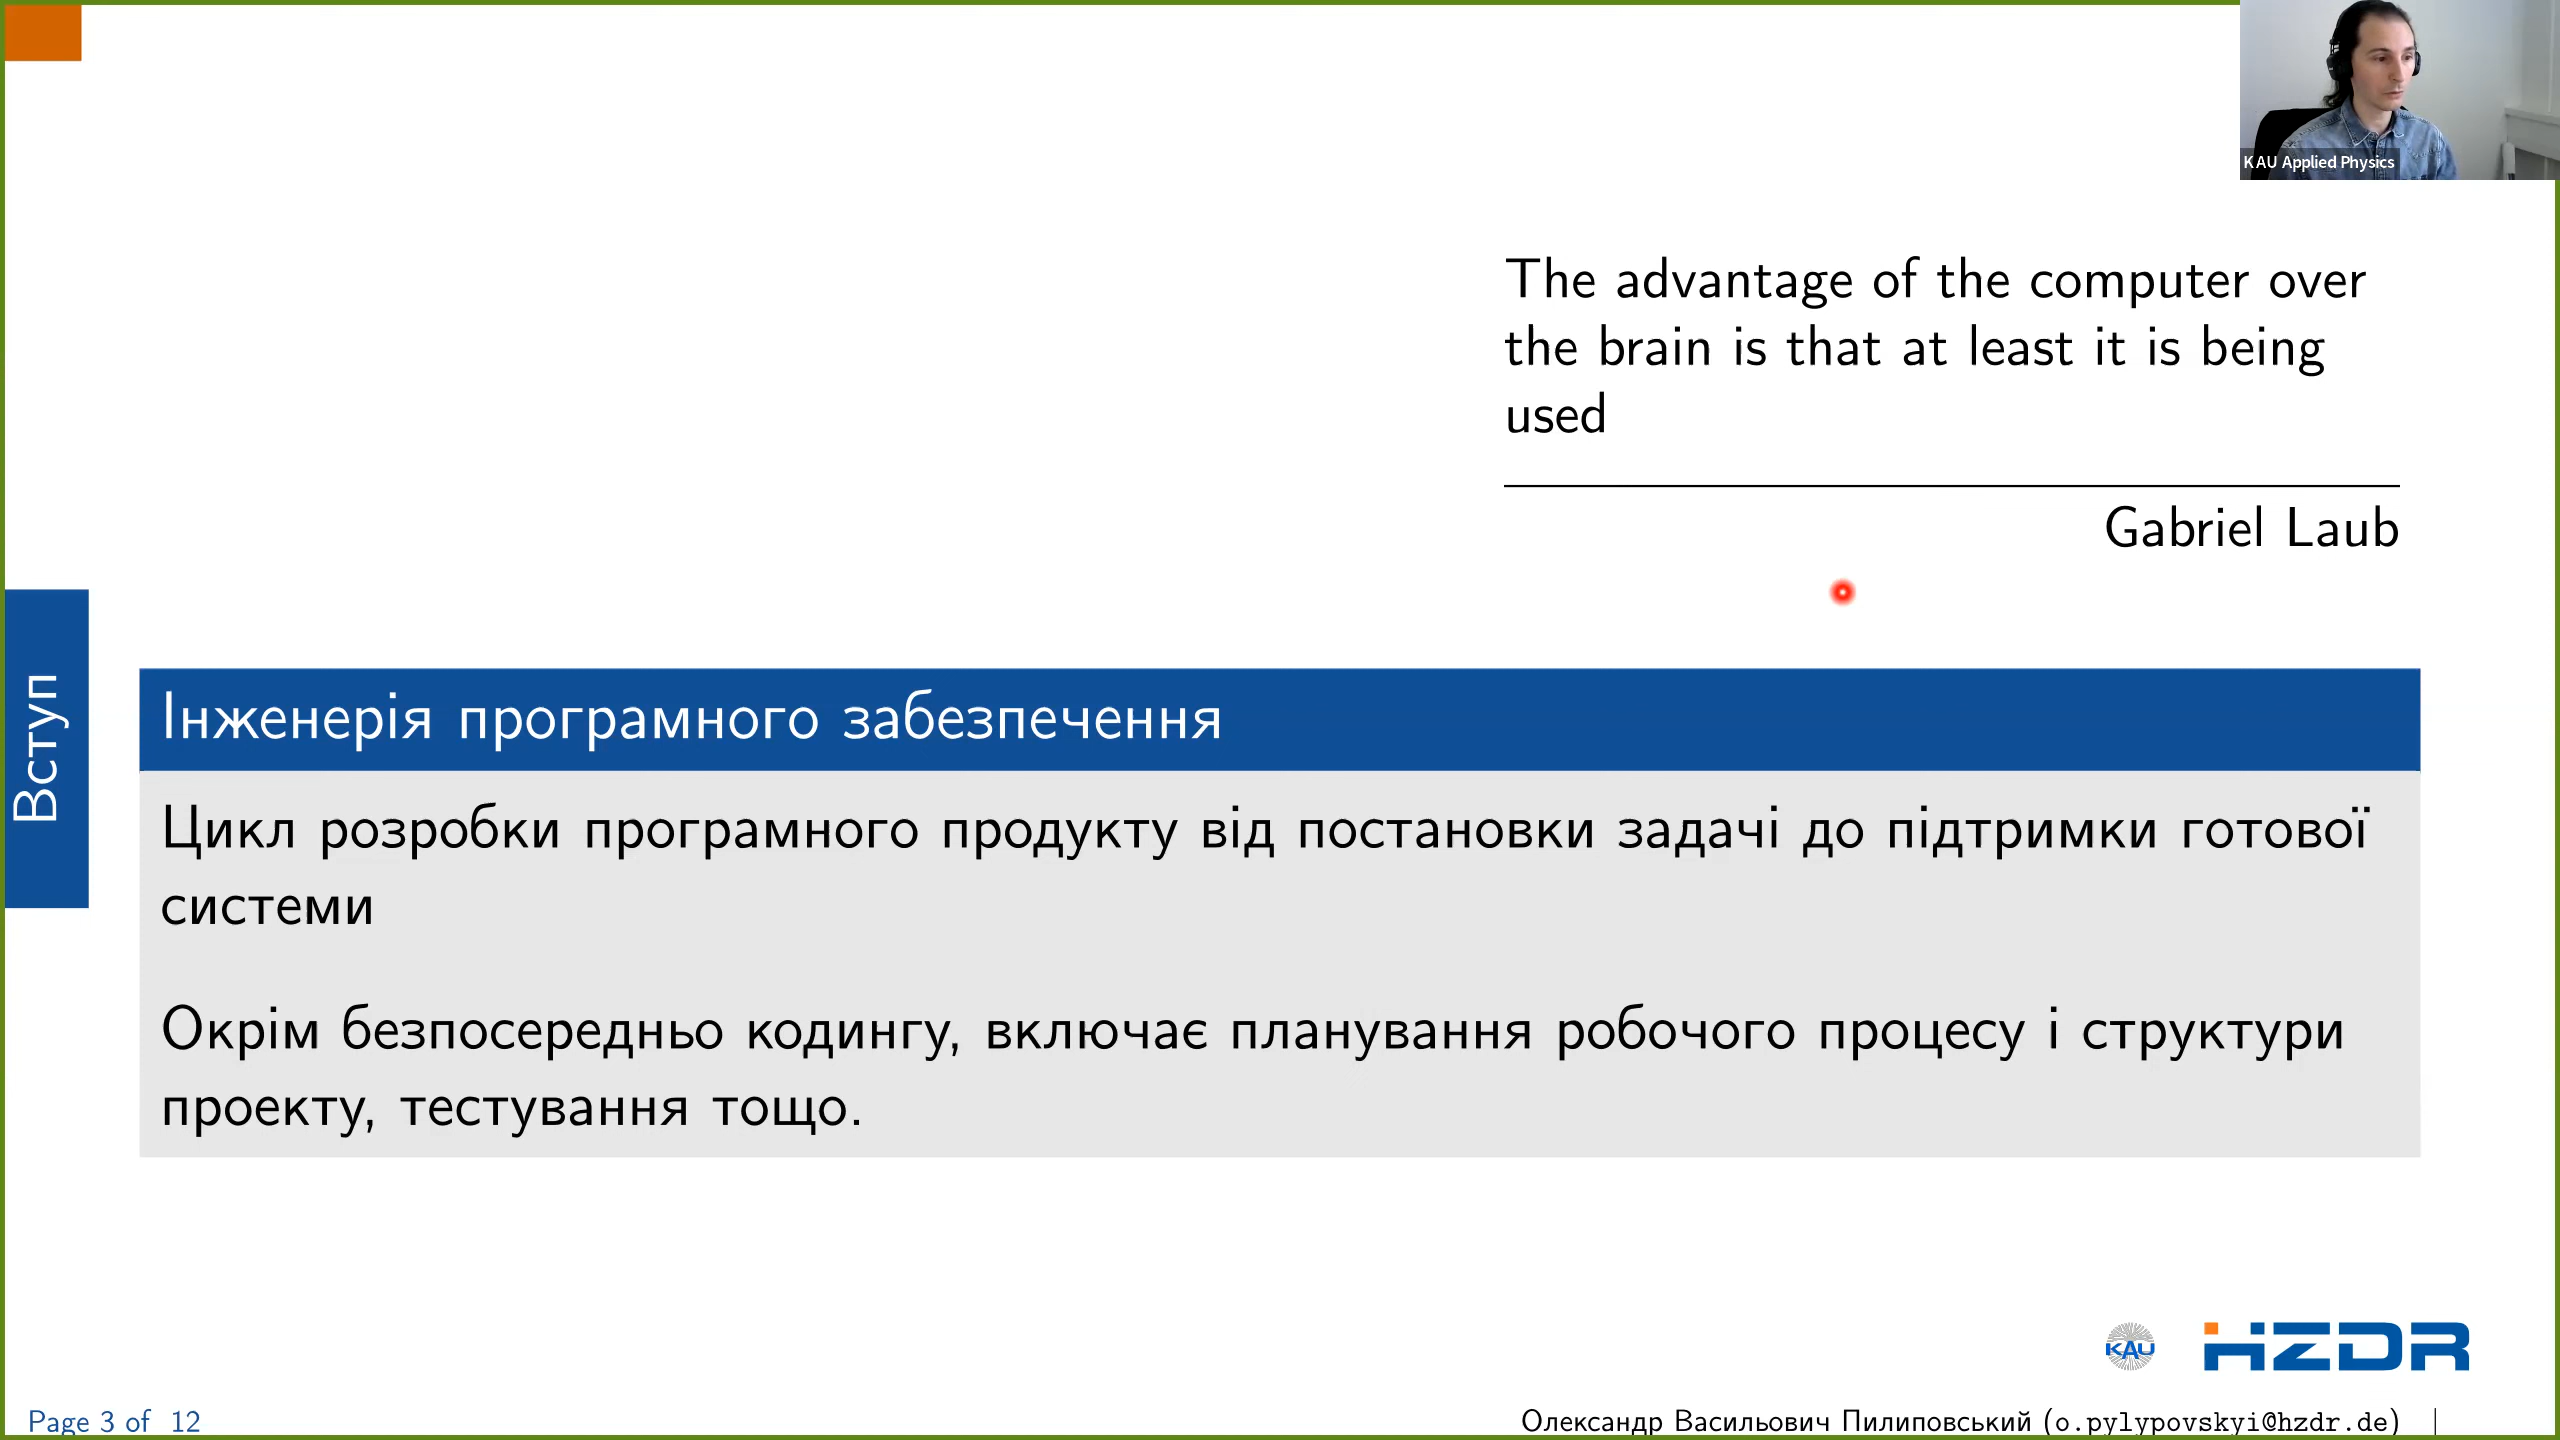 KAU Applied Physics
The advantage of the computer over
the brain is that at least it is being
used
Gabriel Laub
Вступ
Інженерія програмного забезпечення
Цикл розробки програмного продукту від постановки задачі до підтримки готової
системи
Окрім безпосередньо кодингу, включає планування робочого процесу і структури
проекту, тестування тощо.
KAU HZDR
Page 3 of 12
Олександр Васильович Пилиповський (o.pylypovskyi@hzdr.de) |